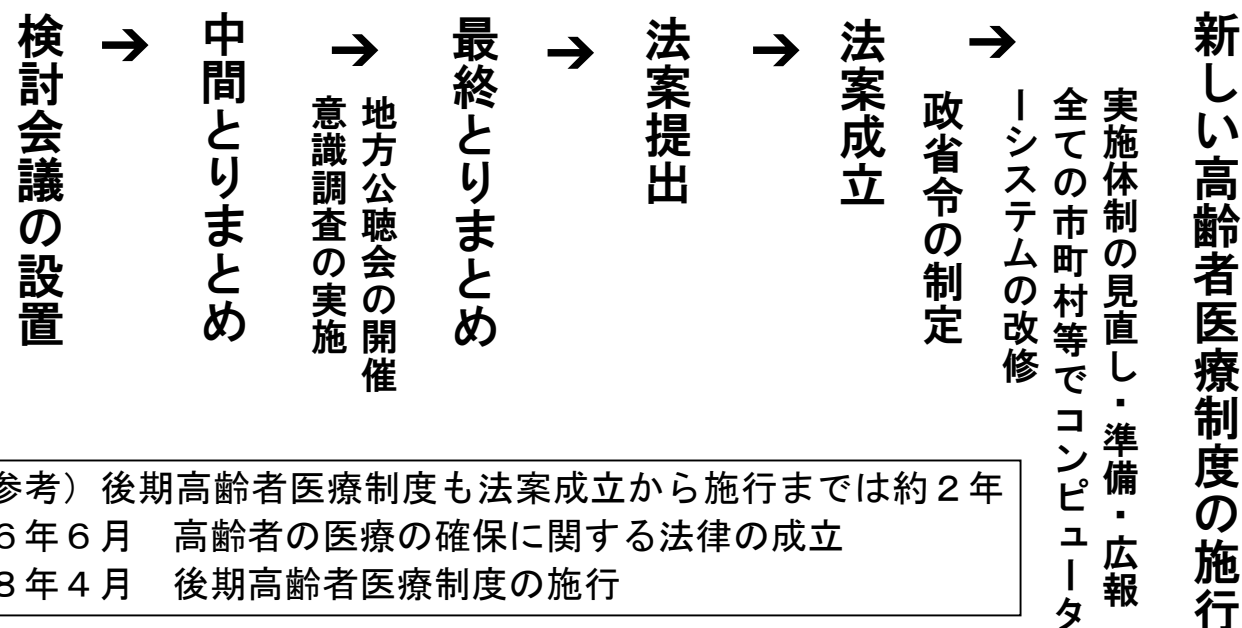 検討会議の設置
→
中間とりまとめ
→
地方公聴会の開催
意識調査の実施
最終とりまとめ
→
法案提出
→
法案成立
→
政省令の制定
実施体制の見直し・準備・広報
全ての市町村等でコンピュータ
ーシステムの改修
新しい高齢者医療制度の施行
参考）後期高齢者医療制度も法案成立から施行までは約２年
６年６月　高齢者の医療の確保に関する法律の成立
８年４月　後期高齢者医療制度の施行